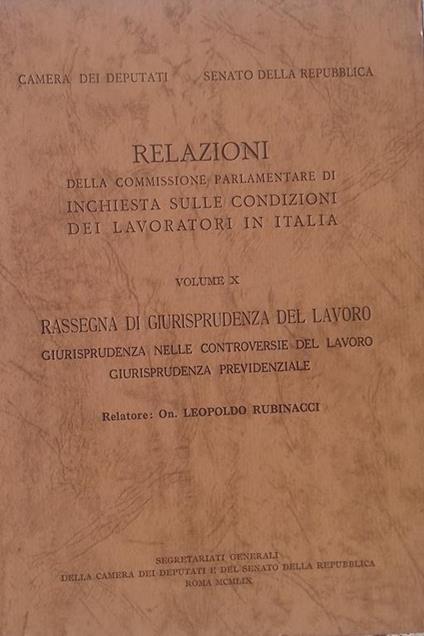 CAMERA DEI DEPUTATI SENATO DELLA REPUBBLICA
RELAZIONI
DELLA COMMISSIONE PARLAMENTARE DI
INCHIESTA SULLE CONDIZIONI
DEI LAVORATORI IN ITALIA
VOLUME X
RASSEGNA DI GIURISPRUDENZA DEL LAVORO
GIURISPRUDENZA NELLE CONTROVERSIE DEL LAVORO
GIURISPRUDENZA PREVIDENZIALE
Relatore: On. LEOPOLDO RUBINACCI
SEGRETARIATI GENERALI
DELLA CAMERA DEI DEPUTATI E DEL SENATO DELLA REPUBBLICA
ROMA MCMLIX